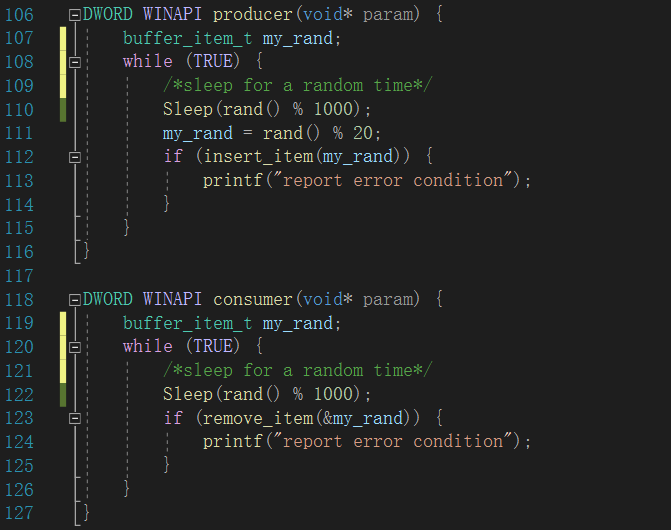 106 DWORD WINAPI producer(void* param) {
107     buffer_item_t my_rand;
108     while (TRUE) {
109         /*sleep for a random time*/
110         Sleep(rand() % 1000);
111         my_rand = rand() % 20;
112         if (insert_item(my_rand)) {
113             printf("report error condition");
114         }
115     }
116 }
117
118 DWORD WINAPI consumer(void* param) {
119     buffer_item_t my_rand;
120     while (TRUE) {
121         /*sleep for a random time*/
122         Sleep(rand() % 1000);
123         if (remove_item(&my_rand)) {
124             printf("report error condition");
125         }
126     }
127 }